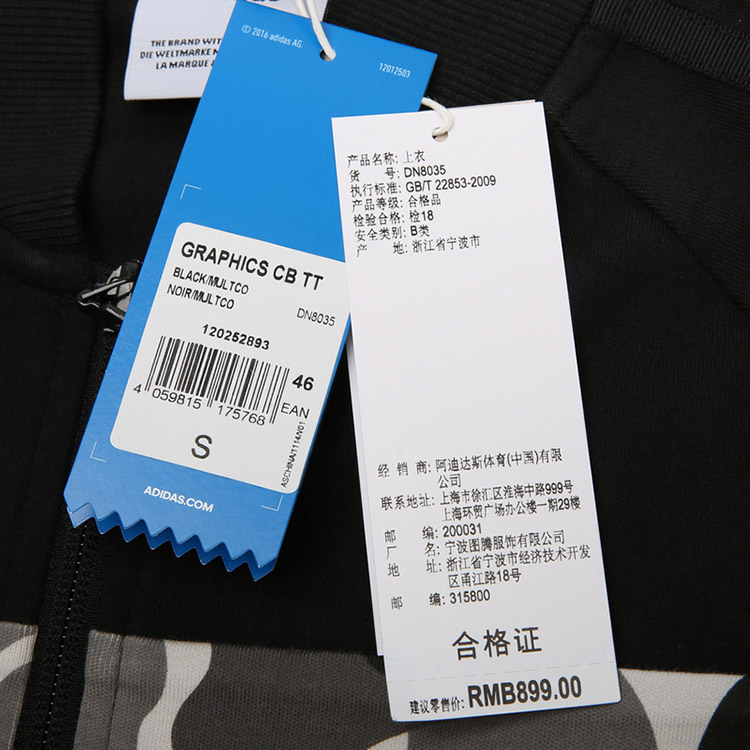 THE BRAND WIT
DIE WELTMARKE M
LA MARQUE A
© 2016 adidas AG.
12012503
GRAPHICS CB TT
BLACK/MULTCO
NOIR/MULTCO
DN8035
120252893
46
4 059815 175768
EAN
S
ASCHINA/1114/V01
ADIDAS.COM
产品名称: 上衣
货 号: DN8035
执行标准: GB/T 22853-2009
产品等级: 合格品
检验合格: 检18
安全类别: B类
产 地: 浙江省宁波市
经 销 商: 阿迪达斯体育(中国)有限
公司
联系地址: 上海市徐汇区淮海中路999号
上海环贸广场办公楼一期29楼
邮 编: 200031
厂 名: 宁波图腾服饰有限公司
地 址: 浙江省宁波市经济技术开发
区甬江路18号
邮 编: 315800
合格证
建议零售价: RMB899.00